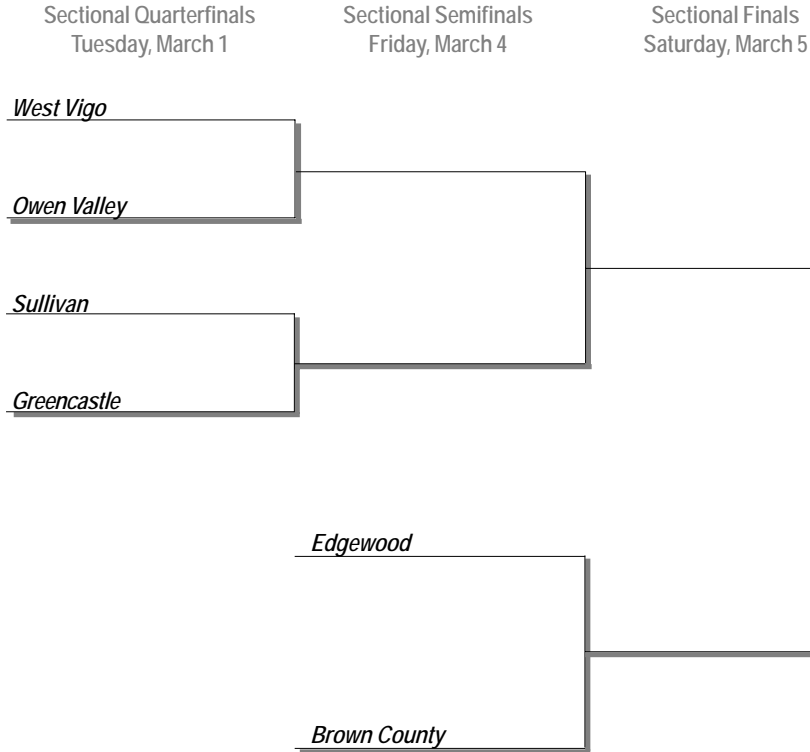 Sectional Quarterfinals
Tuesday, March 1
Sectional Semifinals
Friday, March 4
Sectional Finals
Saturday, March 5
West Vigo
Owen Valley
Sullivan
Greencastle
Edgewood
Brown County